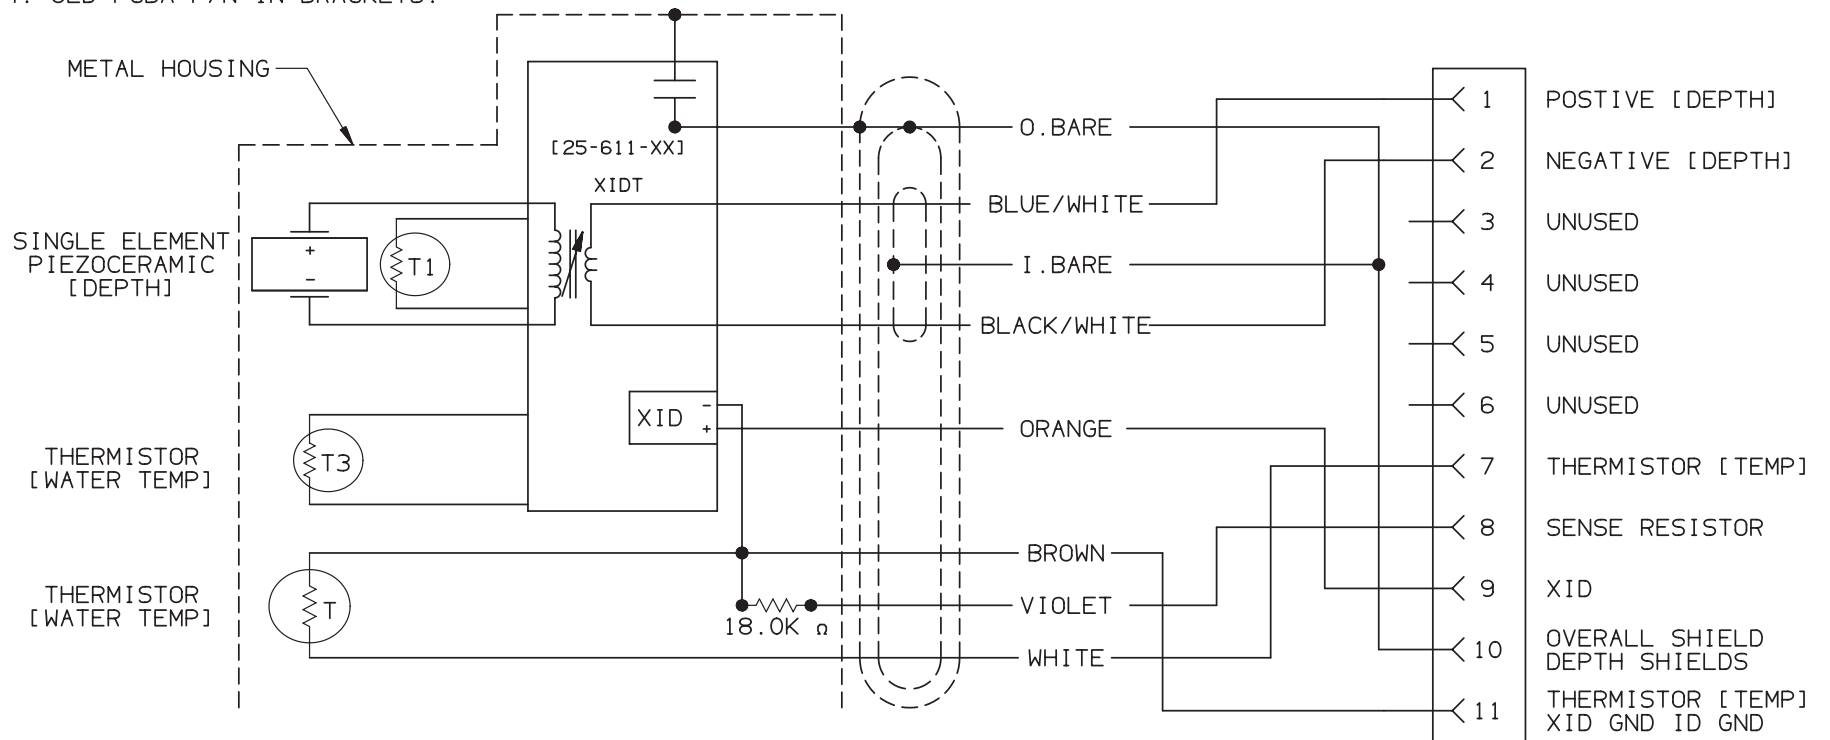 METAL HOUSING
[25-611-XX]
XIDT
SINGLE ELEMENT
PIEZOCERAMIC
[DEPTH]
+
−
T1
O.BARE
BLUE/WHITE
I.BARE
BLACK/WHITE
XID
−
+
ORANGE
THERMISTOR
[WATER TEMP]
T3
THERMISTOR
[WATER TEMP]
T
BROWN
VIOLET
18.0K Ω
WHITE
1 POSTIVE [DEPTH]
2 NEGATIVE [DEPTH]
3 UNUSED
4 UNUSED
5 UNUSED
6 UNUSED
7 THERMISTOR [TEMP]
8 SENSE RESISTOR
9 XID
10 OVERALL SHIELD
DEPTH SHIELDS
11 THERMISTOR [TEMP]
XID GND ID GND